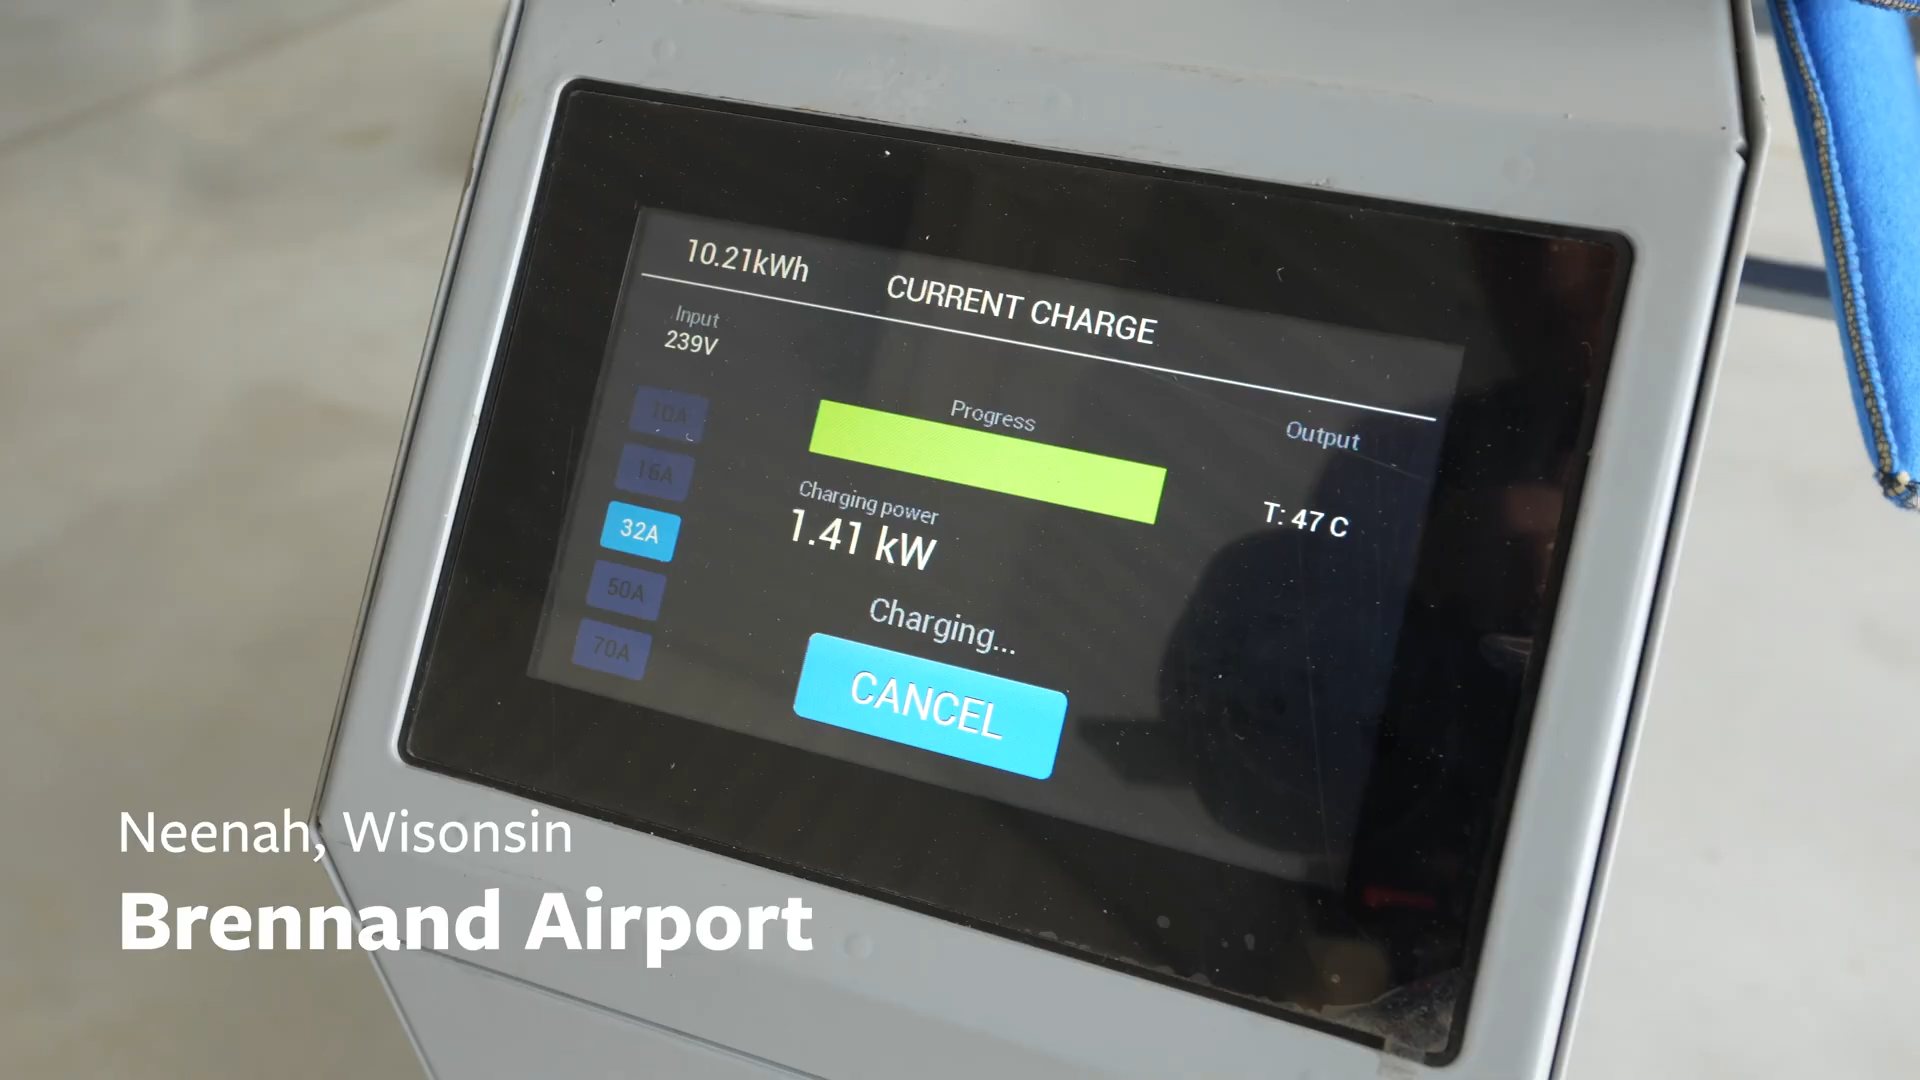 10.21kWh
CURRENT CHARGE
Input
239V
10A
16A
32A
50A
70A
Progress
Charging power
1.41 kW
Charging...
CANCEL
Output
T: 47 C
Neenah, Wisonsin
Brennand Airport